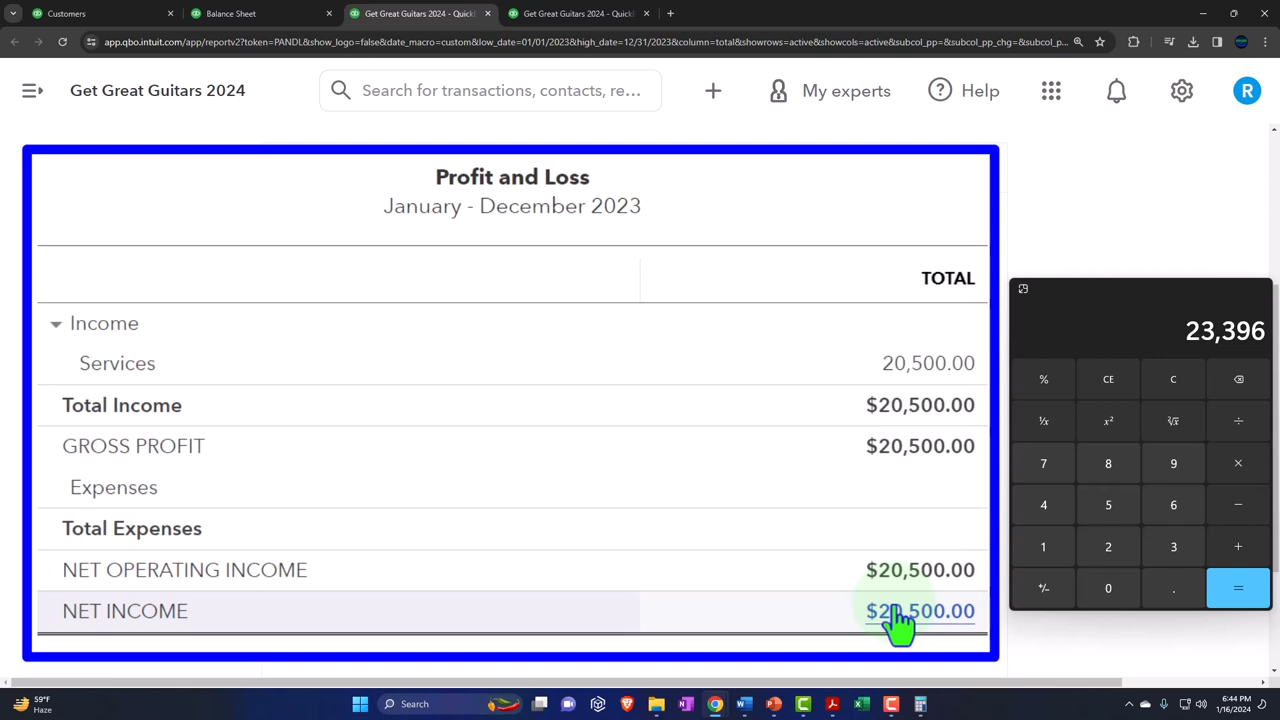 Customers
Balance Sheet
Get Great Guitars 2024 - Quick
Get Great Guitars 2024 - Quick
app.qbo.intuit.com/app/reportv2?token=PANDL&show_logo=false&date_macro=custom&low_date=01/01/2023&high_date=12/31/2023&column=total&showrows=active&showcols=active&subcol_pp=&subcol_pp_chg=&subcol_p...
Get Great Guitars 2024
Search for transactions, contacts, re...
My experts
Help
R
Profit and Loss
January - December 2023
TOTAL
Income
Services 20,500.00
Total Income $20,500.00
GROSS PROFIT $20,500.00
Expenses
Total Expenses
NET OPERATING INCOME $20,500.00
NET INCOME $20,500.00
23,396
% CE C
¹/x x² ²√x ÷
7 8 9 ×
4 5 6 −
1 2 3 +
+/− 0 . =
59°F
Haze
Search
6:44 PM
1/16/2024